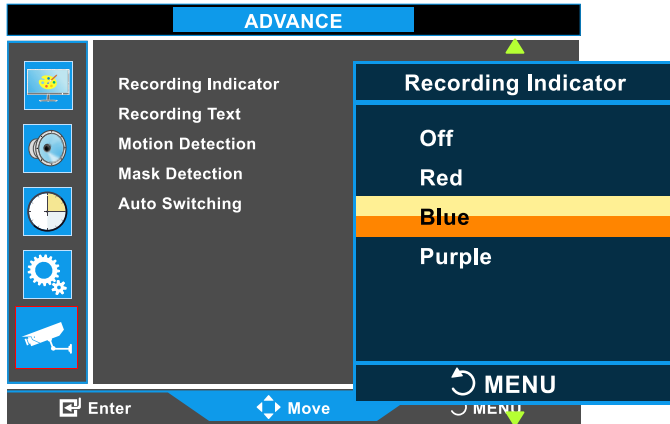 ADVANCE
Recording Indicator
Recording Text
Motion Detection
Mask Detection
Auto Switching
Recording Indicator
Off
Red
Blue
Purple
MENU
Enter
Move
MENU